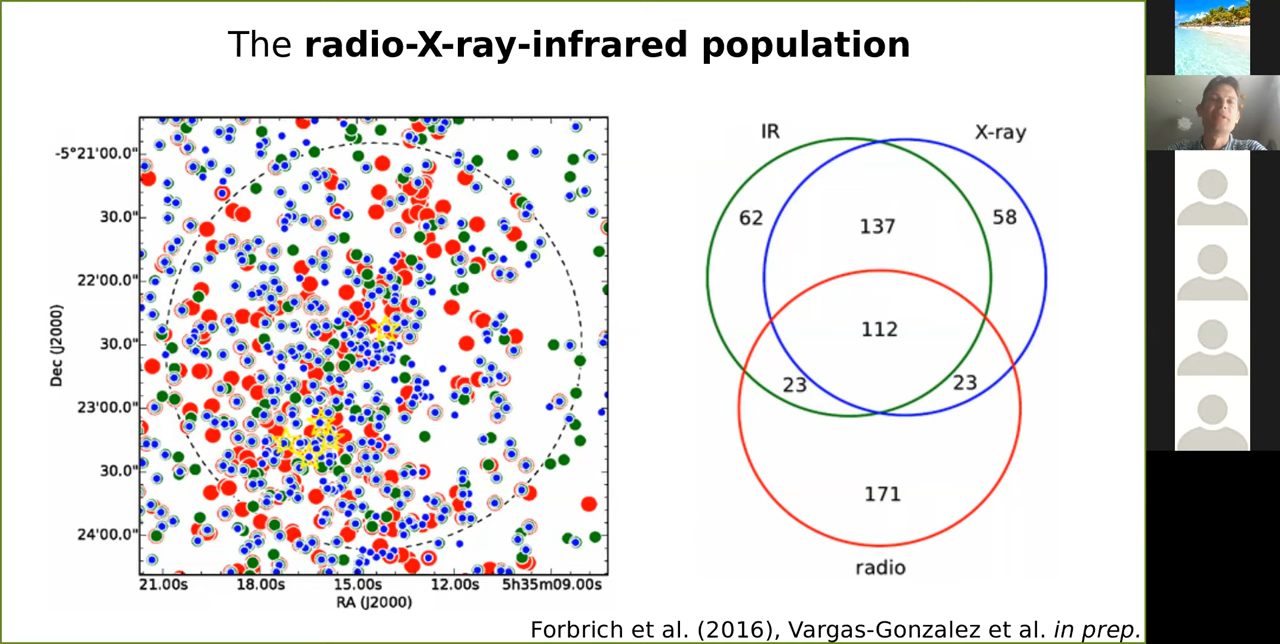 The radio-X-ray-infrared population
-5°21'00.0"
30.0"
22'00.0"
30.0"
23'00.0"
30.0"
24'00.0"
Dec (J2000)
21.00s 18.00s 15.00s 12.00s 5h35m09.00s
RA (J2000)
IR X-ray
62 137 58
112
23 23
171
radio
Forbrich et al. (2016), Vargas-Gonzalez et al. in prep.